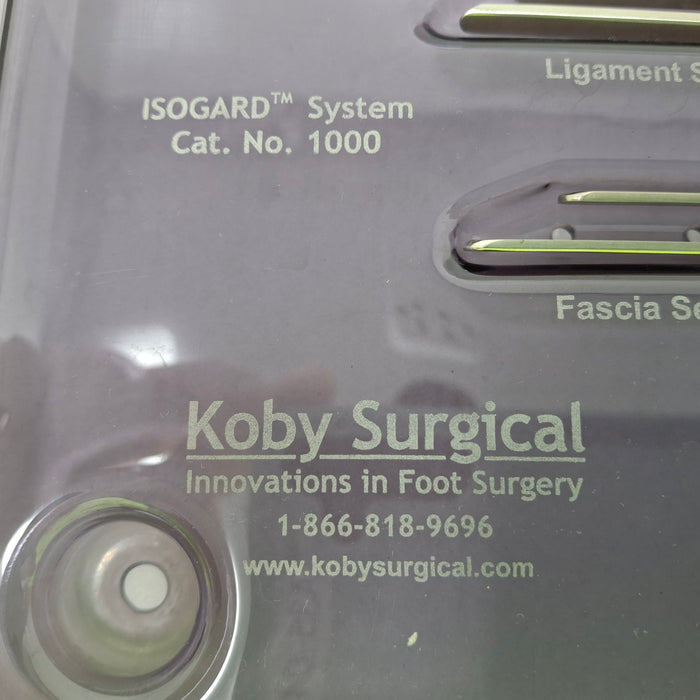 Ligament
ISOGARD™ System
Cat. No. 1000
Fascia
Koby Surgical
Innovations in Foot Surgery
1-866-818-9696
www.kobysurgical.com